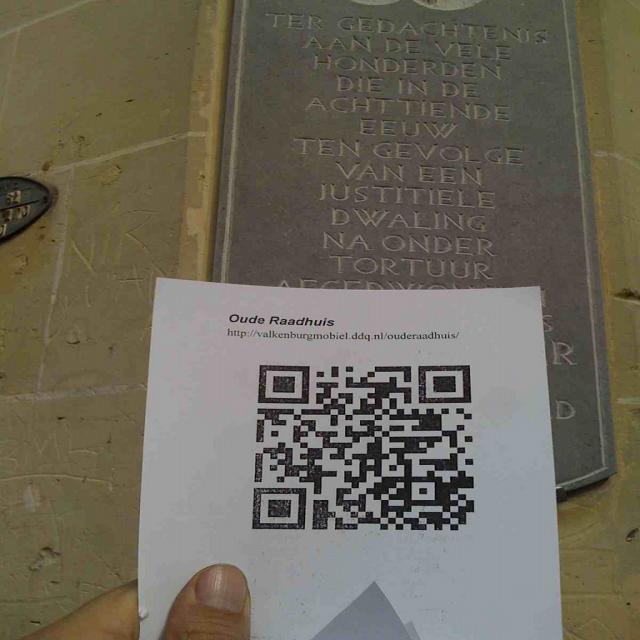 TER GEDACHTENIS
AAN DE VELE
HONDERDEN
DIE IN DE
ACHTTIENDE
EEUW
TEN GEVOLGE
VAN EEN
JUSTITIELE
DWALING
NA ONDER
TORTUUR
Oude Raadhuis
http://valkenburgmobiel.ddq.nl/ouderaadhuis/